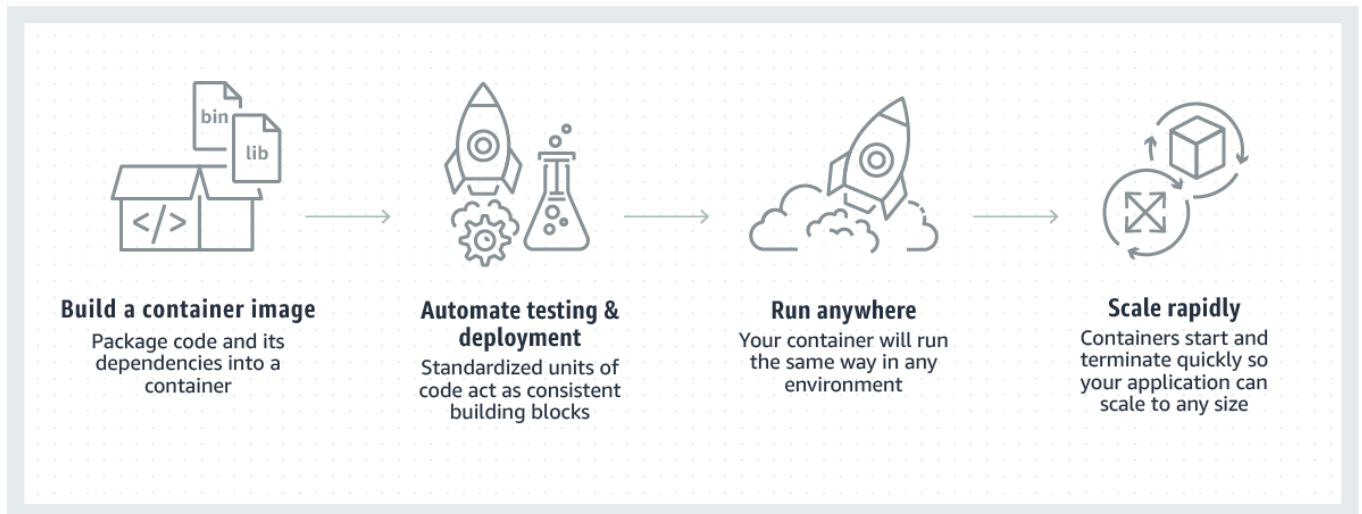 bin
lib
</>
Build a container image
Package code and its
dependencies into a
container
Automate testing &
deployment
Standardized units of
code act as consistent
building blocks
Run anywhere
Your container will run
the same way in any
environment
Scale rapidly
Containers start and
terminate quickly so
your application can
scale to any size